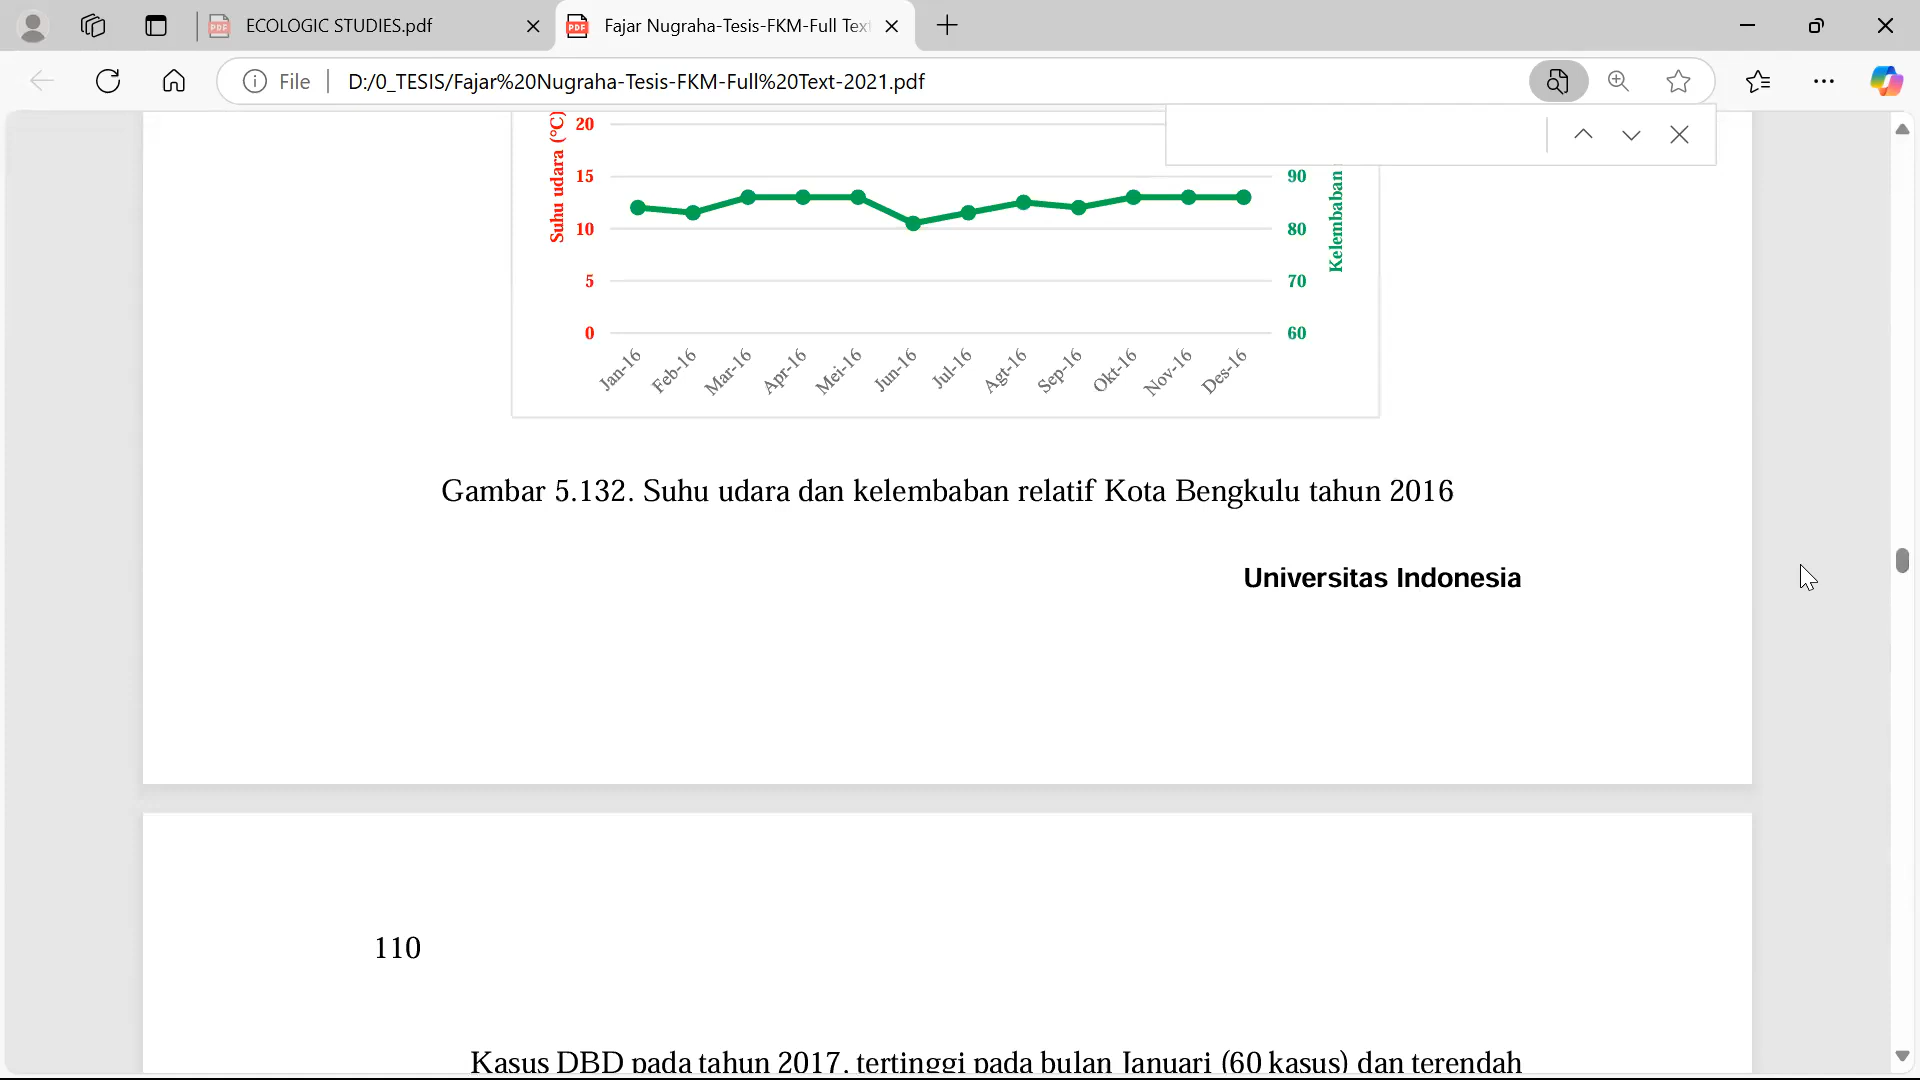 ECOLOGIC STUDIES.pdf
Fajar Nugraha-Tesis-FKM-Full Tex
File
D:/0_TESIS/Fajar%20Nugraha-Tesis-FKM-Full%20Text-2021.pdf
Suhu udara (°C)
20
15
10
5
0
90
80
70
60
Kelembaban
Jan-16
Feb-16
Mar-16
Apr-16
Mei-16
Jun-16
Jul-16
Agt-16
Sep-16
Okt-16
Nov-16
Des-16
Gambar 5.132. Suhu udara dan kelembaban relatif Kota Bengkulu tahun 2016
Universitas Indonesia
110
Kasus DBD pada tahun 2017, tertinggi pada bulan Januari (60 kasus) dan terendah